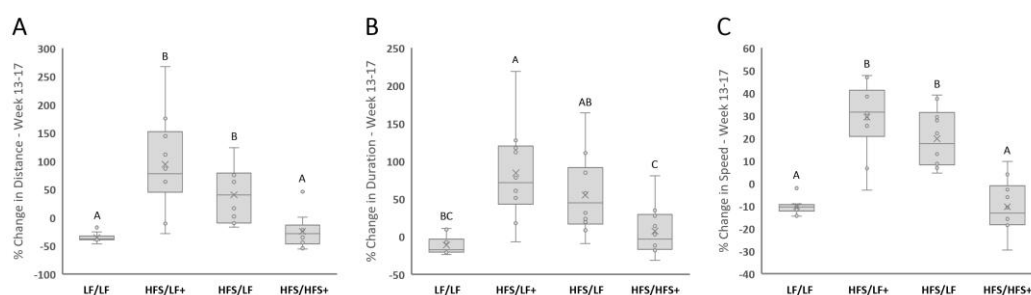 A
% Change in Distance - Week 13-17
300
250
200
150
100
50
0
-50
-100
A
B
B
A
LF/LF HFS/LF+ HFS/LF HFS/HFS+
B
% Change in Duration - Week 13-17
250
200
150
100
50
0
-50
BC
A
AB
C
LF/LF HFS/LF+ HFS/LF HFS/HFS+
C
% Change in Speed - Week 13-17
60
50
40
30
20
10
0
-10
-20
-30
-40
A
B
B
A
LF/LF HFS/LF+ HFS/LF HFS/HFS+